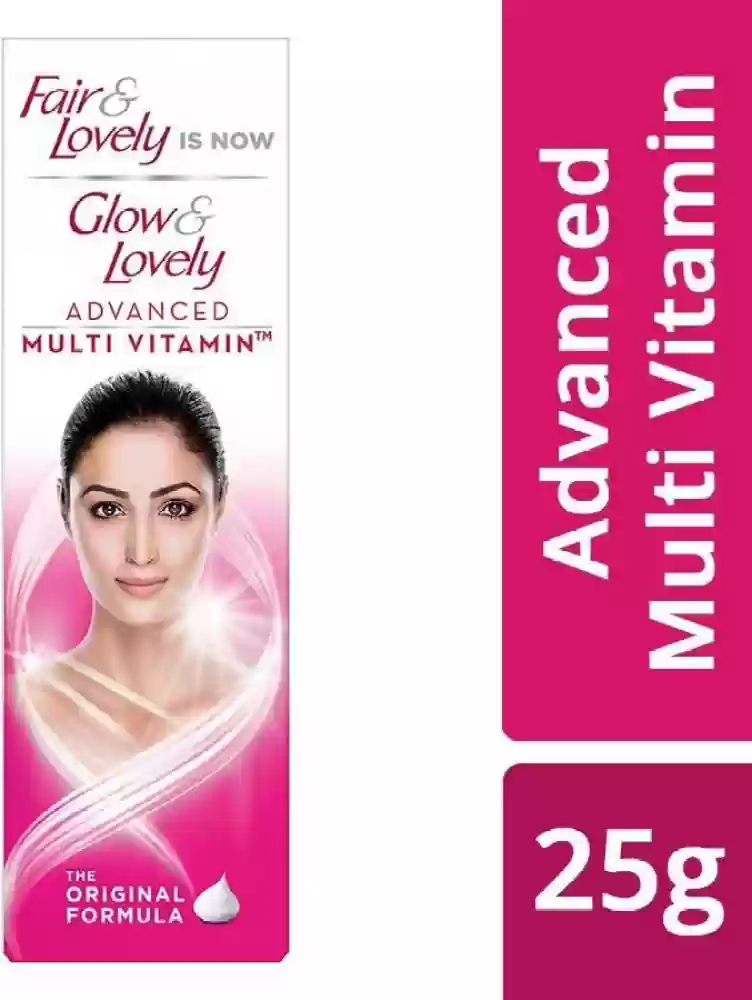 Fair &
Lovely IS NOW
Glow &
Lovely
ADVANCED
MULTI VITAMIN™
THE
ORIGINAL
FORMULA
Advanced
Multi Vitamin
25g